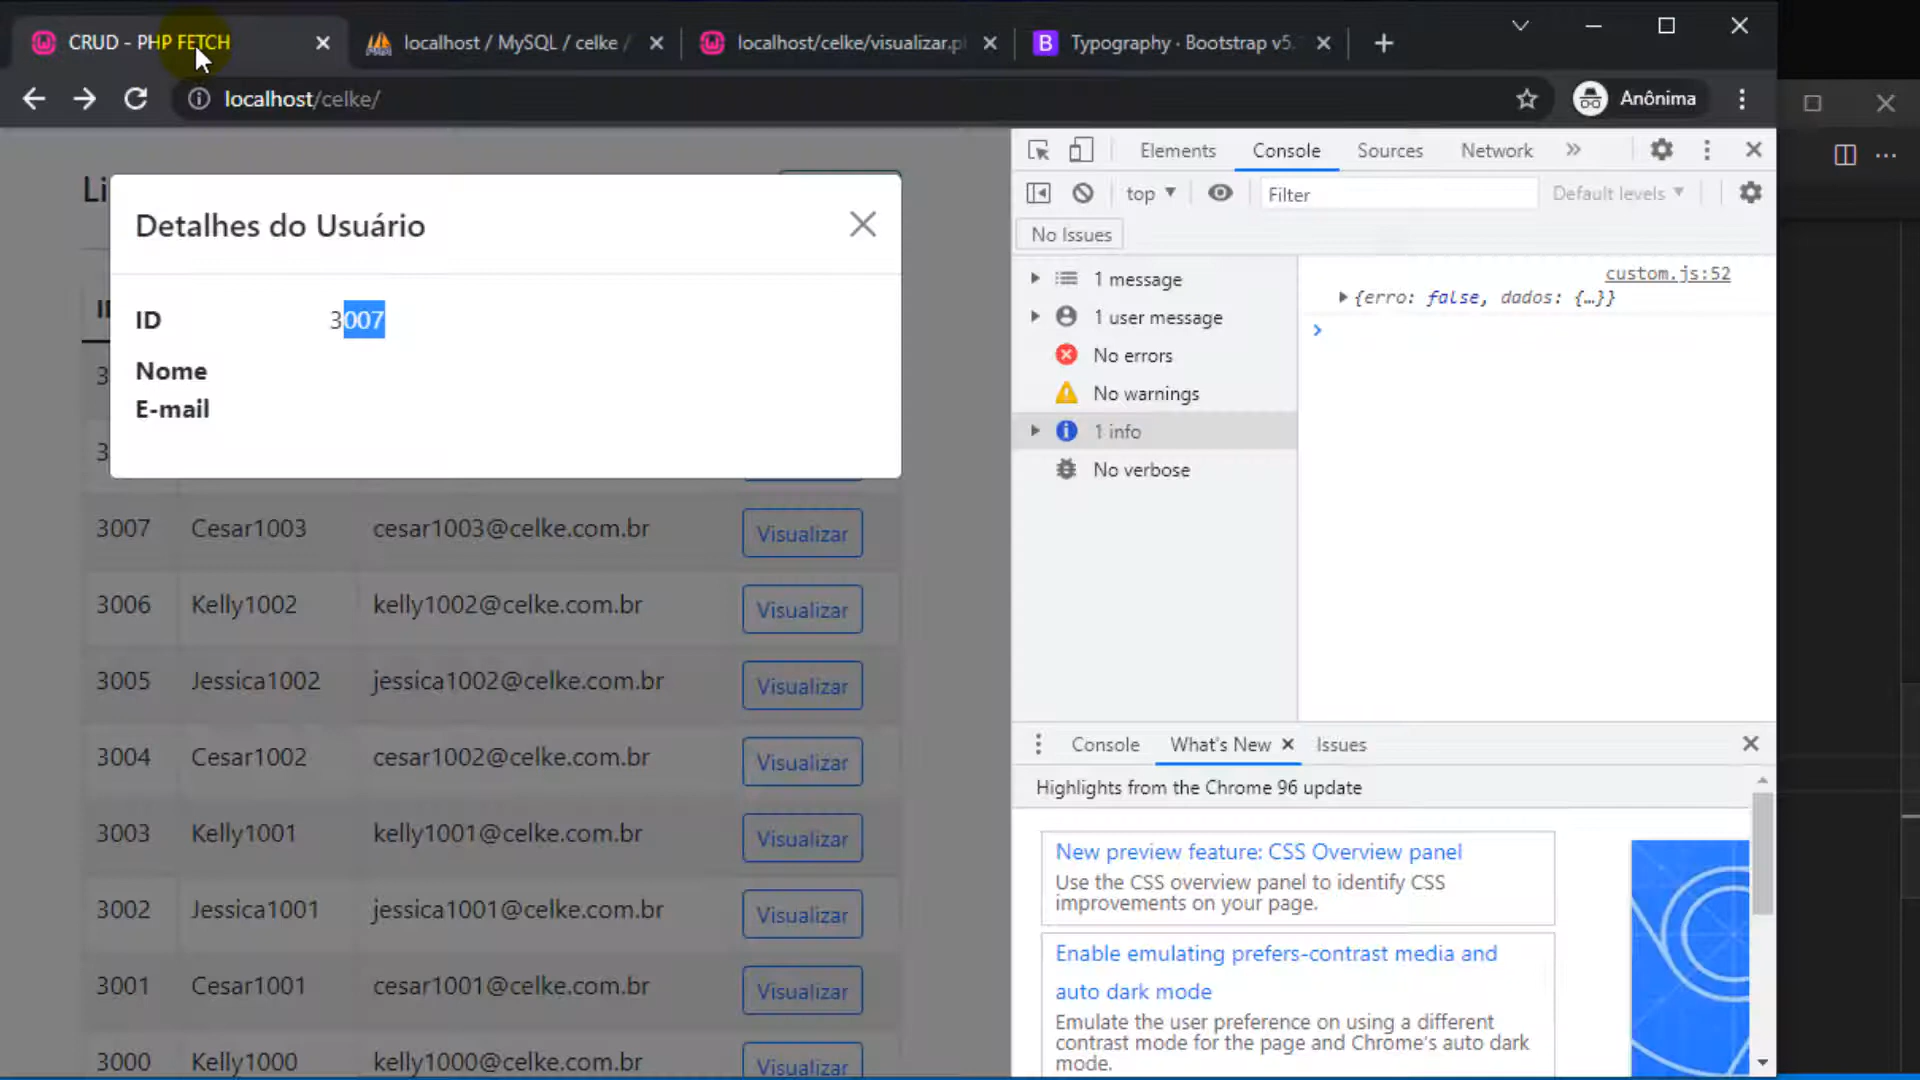 CRUD - PHP FETCH
localhost / MySQL / celke /
localhost/celke/visualizar.p
Typography · Bootstrap v5.
localhost/celke/
Anônima
Li
Detalhes do Usuário
ID 3007
Nome
E-mail
3007 Cesar1003 cesar1003@celke.com.br Visualizar
3006 Kelly1002 kelly1002@celke.com.br Visualizar
3005 Jessica1002 jessica1002@celke.com.br Visualizar
3004 Cesar1002 cesar1002@celke.com.br Visualizar
3003 Kelly1001 kelly1001@celke.com.br Visualizar
3002 Jessica1001 jessica1001@celke.com.br Visualizar
3001 Cesar1001 cesar1001@celke.com.br Visualizar
3000 Kelly1000 kelly1000@celke.com.br Visualizar
Elements Console Sources Network
top Filter Default levels
No Issues
1 message
1 user message
No errors
No warnings
1 info
No verbose
custom.js:52
{erro: false, dados: {…}}
Console What's New Issues
Highlights from the Chrome 96 update
New preview feature: CSS Overview panel
Use the CSS overview panel to identify CSS
improvements on your page.
Enable emulating prefers-contrast media and
auto dark mode
Emulate the user preference on using a different
contrast mode for the page and Chrome's auto dark
mode.